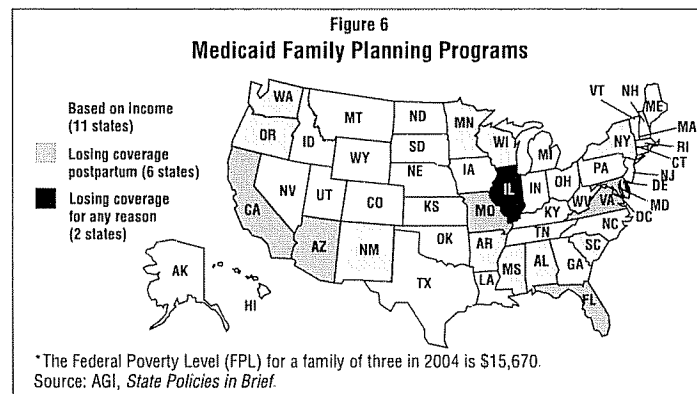 Figure 6
Medicaid Family Planning Programs
Based on Income
(11 states)
Losing coverage
postpartum (6 states)
Losing coverage
for any reason
(2 states)
WA
OR
CA
ID
NV
AZ
MT
WY
UT
CO
NM
ND
SD
NE
KS
OK
TX
MN
IA
MO
AR
LA
WI
IL
MS
MI
IN
KY
TN
AL
OH
WV
GA
FL
SC
NC
VA
PA
NY
VT
NH
ME
MA
RI
CT
NJ
DE
MD
DC
AK
HI
*The Federal Poverty Level (FPL) for a family of three in 2004 is $15,670.
Source: AGI, State Policies in Brief.